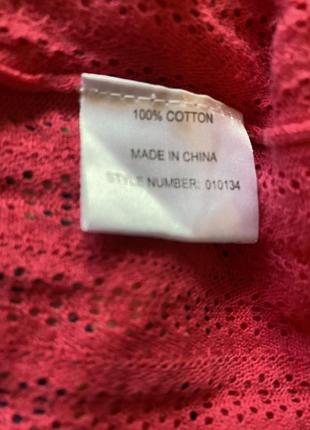 100% COTTON
MADE IN CHINA
STYLE NUMBER: 010134